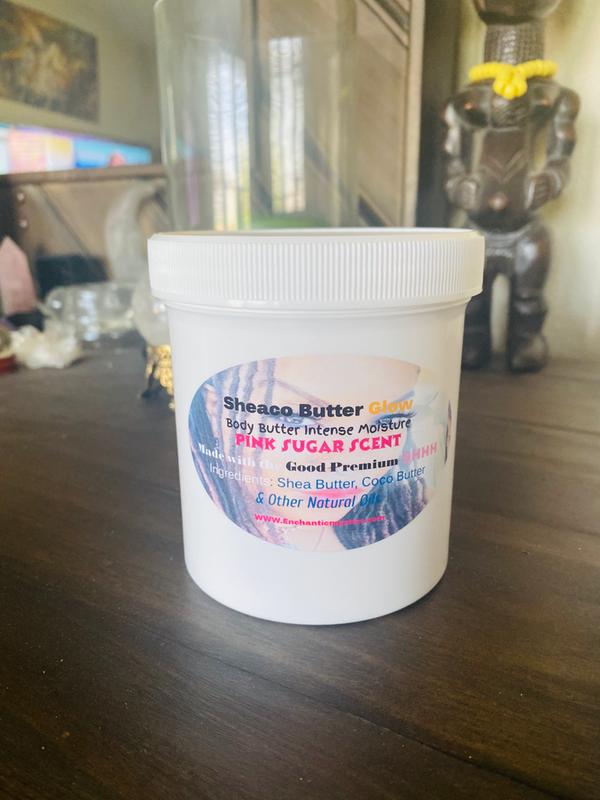 Sheaco Butter Glow
Body Butter Intense Moisture
PINK SUGAR SCENT
Made with the Good Premium SHHH
Ingredients: Shea Butter, Coco Butter
& Other Natural Oils